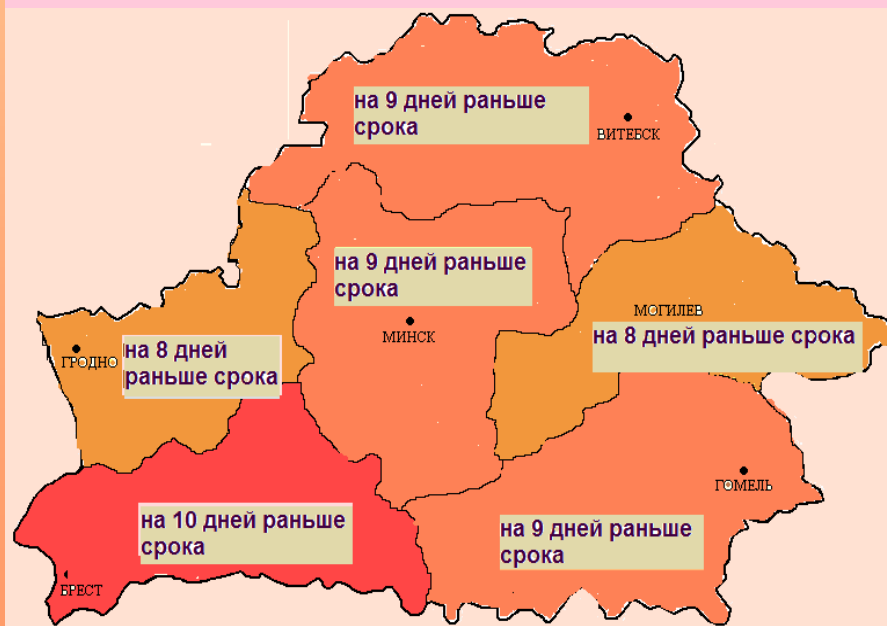 на 9 дней раньше
срока
ВИТЕБСК
на 9 дней раньше
срока
МИНСК
МОГИЛЕВ
на 8 дней раньше срока
ГРОДНО
на 8 дней
раньше срока
ГОМЕЛЬ
на 10 дней раньше
срока
на 9 дней раньше
срока
БРЕСТ